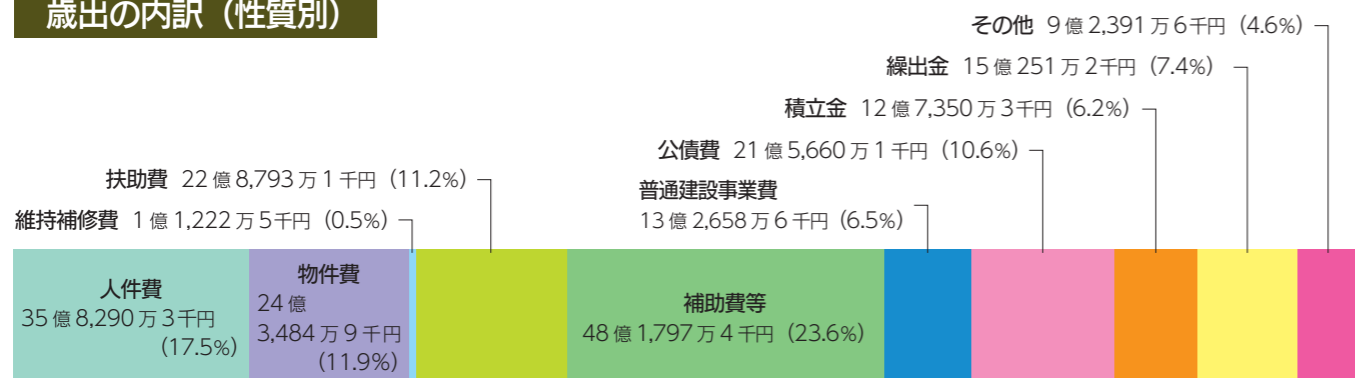 歳出の内訳（性質別）
その他 9億2,391万6千円（4.6%）
繰出金 15億251万2千円（7.4%）
積立金 12億7,350万3千円（6.2%）
公債費 21億5,660万1千円（10.6%）
扶助費 22億8,793万1千円（11.2%）
普通建設事業費
13億2,658万6千円（6.5%）
維持補修費 1億1,222万5千円（0.5%）
人件費
35億8,290万3千円
(17.5%)
物件費
24億
3,484万9千円
(11.9%)
補助費等
48億1,797万4千円（23.6%）